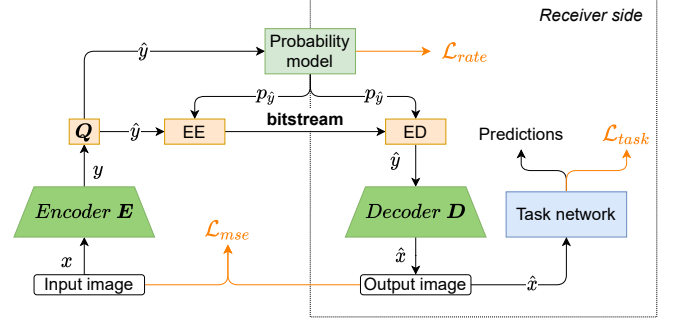 Receiver side
Probability
model
ŷ
ℒ_rate
p_ŷ
p_ŷ
bitstream
Q
ŷ
EE
ED
Predictions
ℒ_task
y
ŷ
Encoder E
Decoder D
Task network
ℒ_mse
x
x̂
Input image
Output image
x̂